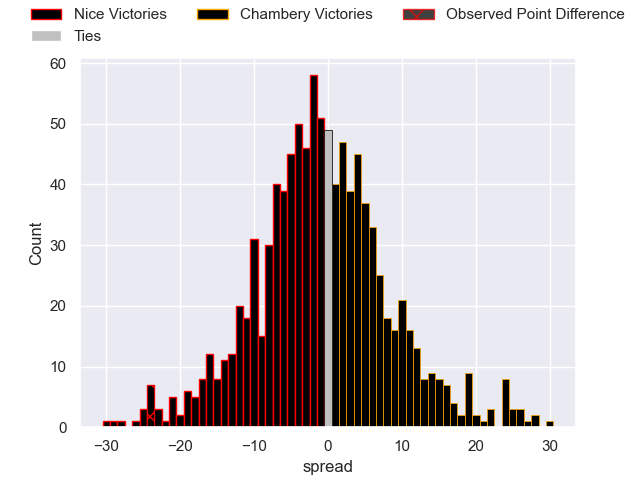 Nice Victories
Chambery Victories
Observed Point Difference
Ties
60
50
40
30
20
10
0
Count
−30
−20
−10
0
10
20
30
spread